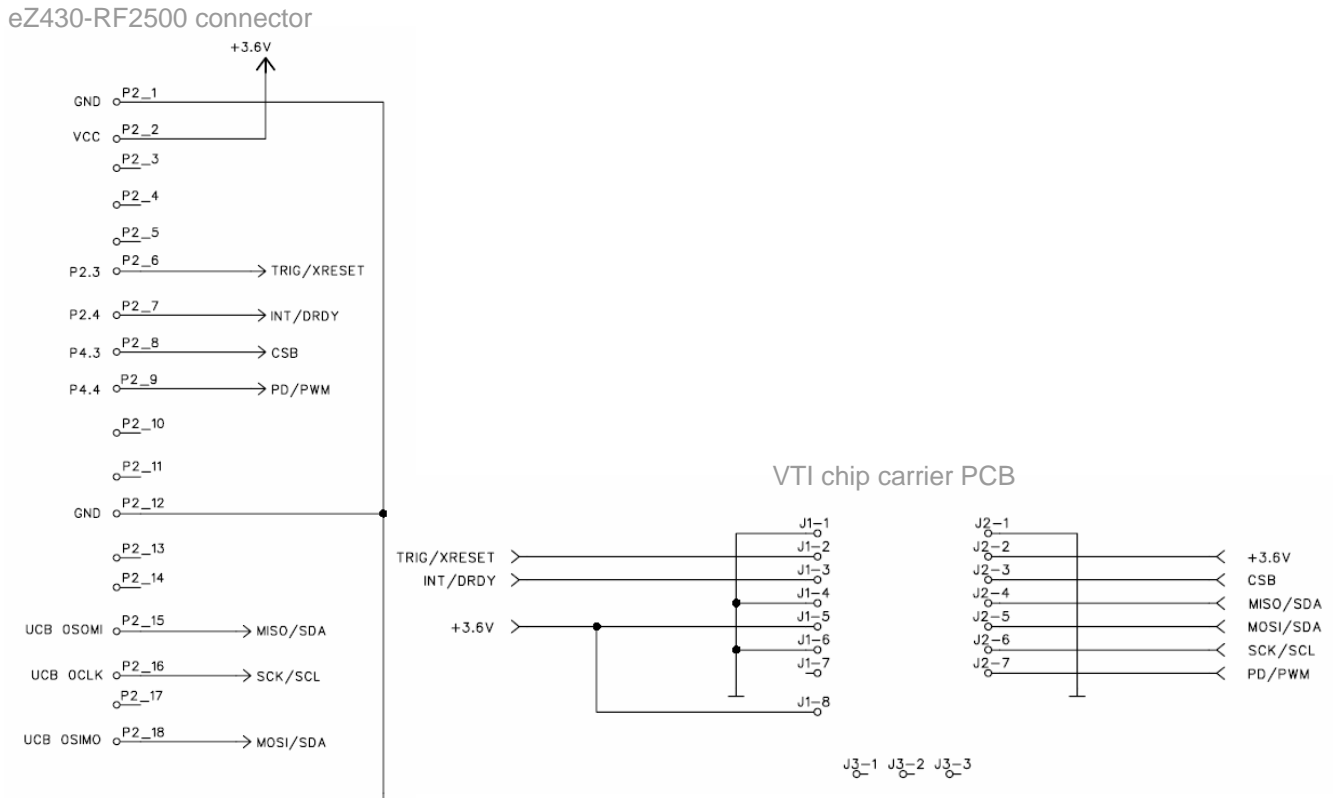 eZ430-RF2500 connector
+3.6V
GND P2_1
VCC P2_2
P2_3
P2_4
P2_5
P2.3 P2_6 TRIG/XRESET
P2.4 P2_7 INT/DRDY
P4.3 P2_8 CSB
P4.4 P2_9 PD/PWM
P2_10
P2_11
GND P2_12
P2_13
P2_14
UCB 0SOMI P2_15 MISO/SDA
UCB 0CLK P2_16 SCK/SCL
P2_17
UCB 0SIMO P2_18 MOSI/SDA
VTI chip carrier PCB
J1-1 J2-1
TRIG/XRESET J1-2 J2-2 +3.6V
INT/DRDY J1-3 J2-3 CSB
J1-4 J2-4 MISO/SDA
+3.6V J1-5 J2-5 MOSI/SDA
J1-6 J2-6 SCK/SCL
J1-7 J2-7 PD/PWM
J1-8
J3-1 J3-2 J3-3